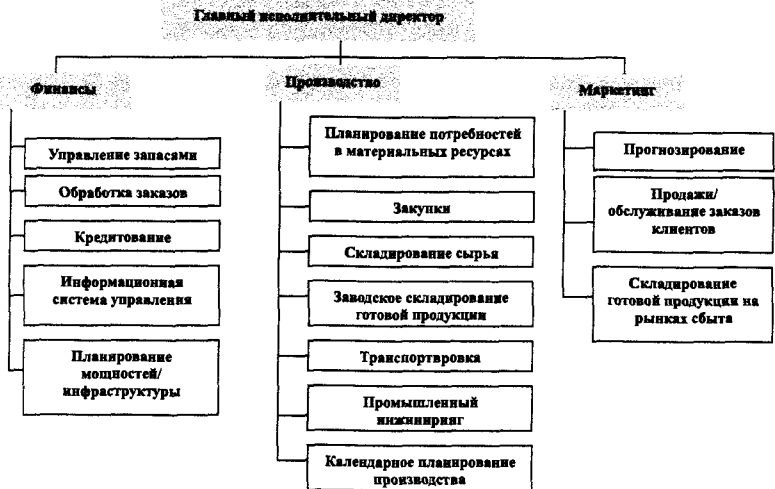 Главный исполнительный директор
Финансы
Управление запасами
Обработка заказов
Кредитование
Информационная
система управления
Планирование
мощностей/
инфраструктуры
Производство
Планирование потребностей
в материальных ресурсах
Закупки
Складирование сырья
Заводское складирование
готовой продукции
Транспортвровка
Промышленный
инжиниринг
Календарное планирование
производства
Маркетинг
Прогнозирование
Продажи/
обслуживание заказов
клиентов
Складирование
готовой продукции на
рынках сбыта